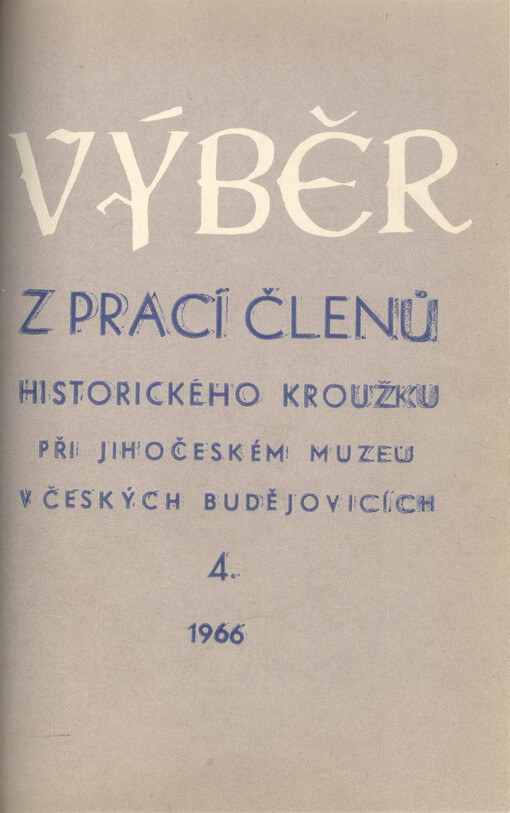 VÝBĚR
Z PRACÍ ČLENŮ
HISTORICKÉHO KROUŽKU
PŘI JIHOČESKÉM MUZEU
V ČESKÝCH BUDĚJOVICÍCH
4.
1966